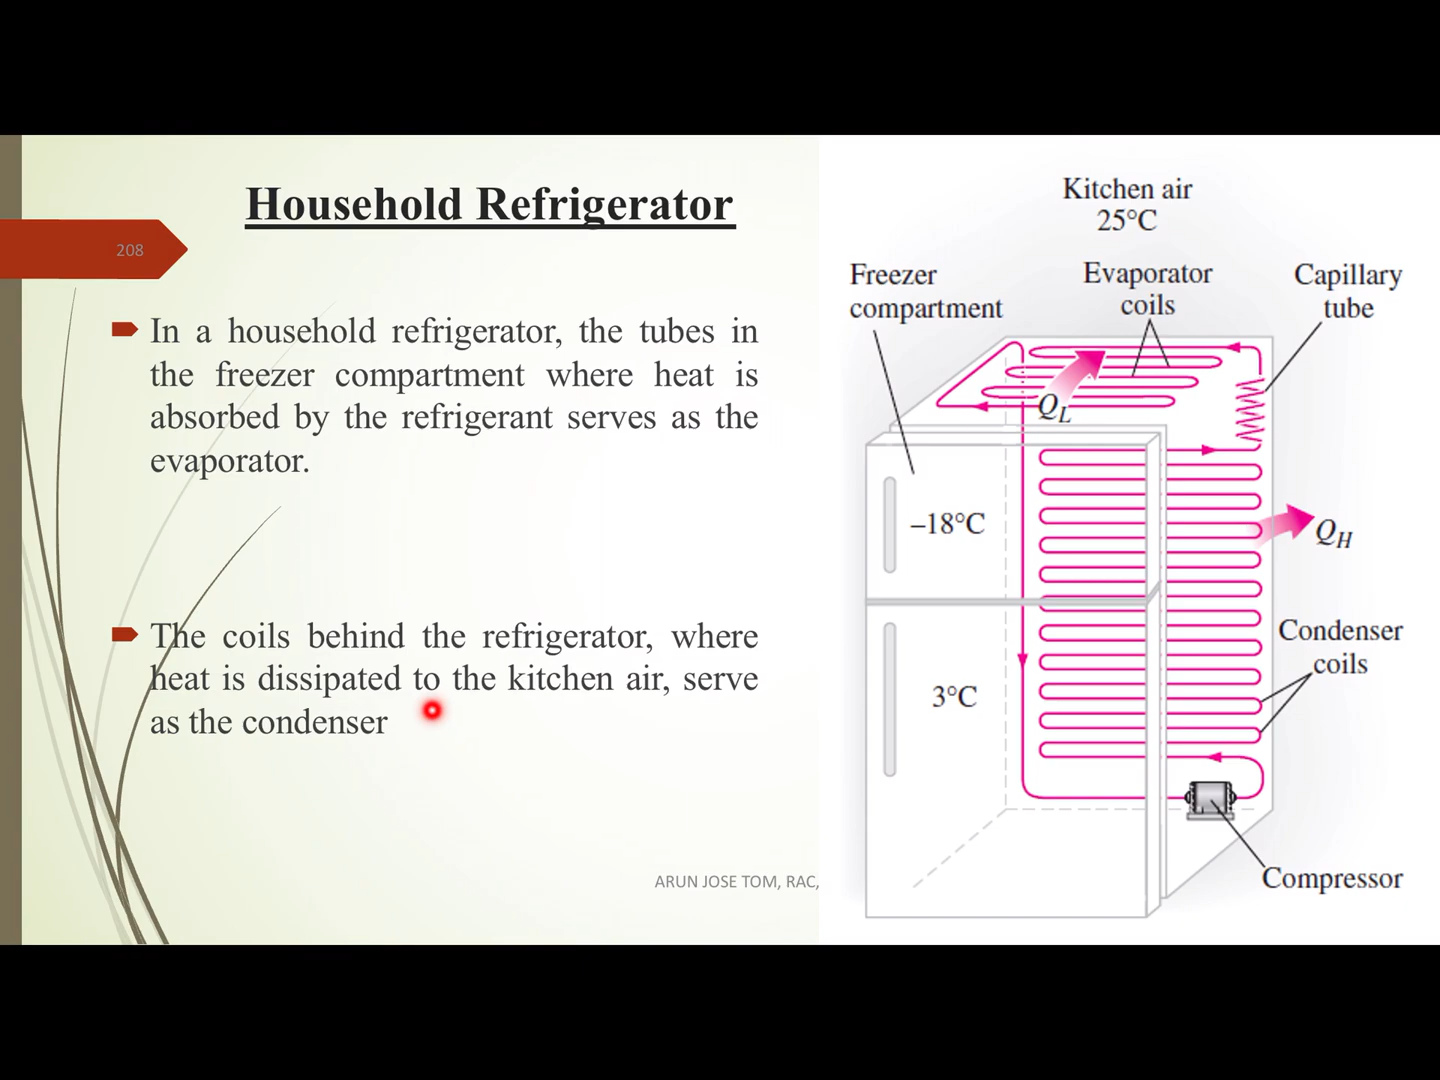 Household Refrigerator
208
In a household refrigerator, the tubes in
the freezer compartment where heat is
absorbed by the refrigerant serves as the
evaporator.
The coils behind the refrigerator, where
heat is dissipated to the kitchen air, serve
as the condenser
ARUN JOSE TOM, RAC,
Kitchen air
25°C
Freezer
compartment
Evaporator
coils
Capillary
tube
QL
–18°C
QH
Condenser
coils
3°C
Compressor